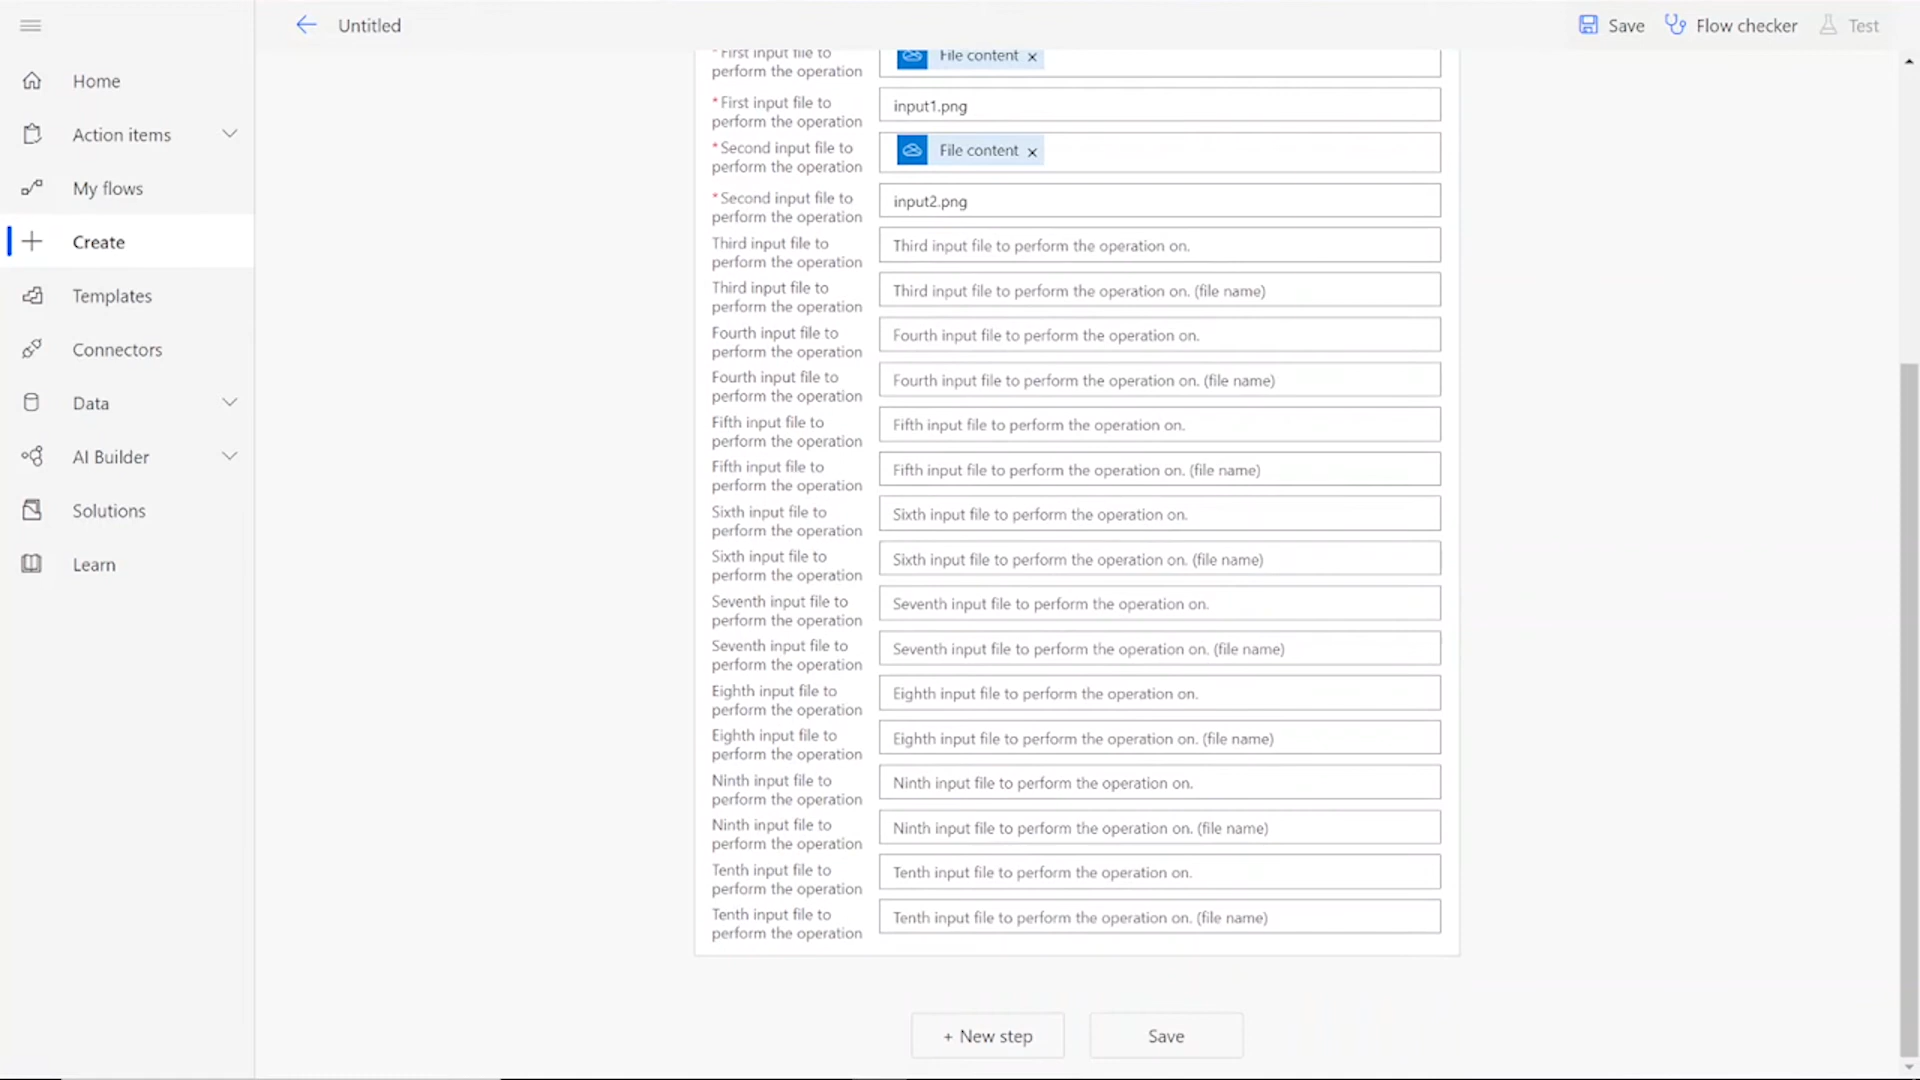 Untitled
Save
Flow checker
Test
Home
Action items
My flows
Create
Templates
Connectors
Data
AI Builder
Solutions
Learn
* First input file to
perform the operation
File content ×
* First input file to
perform the operation
input1.png
* Second input file to
perform the operation
File content ×
* Second input file to
perform the operation
input2.png
Third input file to
perform the operation
Third input file to perform the operation on.
Third input file to
perform the operation
Third input file to perform the operation on. (file name)
Fourth input file to
perform the operation
Fourth input file to perform the operation on.
Fourth input file to
perform the operation
Fourth input file to perform the operation on. (file name)
Fifth input file to
perform the operation
Fifth input file to perform the operation on.
Fifth input file to
perform the operation
Fifth input file to perform the operation on. (file name)
Sixth input file to
perform the operation
Sixth input file to perform the operation on.
Sixth input file to
perform the operation
Sixth input file to perform the operation on. (file name)
Seventh input file to
perform the operation
Seventh input file to perform the operation on.
Seventh input file to
perform the operation
Seventh input file to perform the operation on. (file name)
Eighth input file to
perform the operation
Eighth input file to perform the operation on.
Eighth input file to
perform the operation
Eighth input file to perform the operation on. (file name)
Ninth input file to
perform the operation
Ninth input file to perform the operation on.
Ninth input file to
perform the operation
Ninth input file to perform the operation on. (file name)
Tenth input file to
perform the operation
Tenth input file to perform the operation on.
Tenth input file to
perform the operation
Tenth input file to perform the operation on. (file name)
+ New step
Save